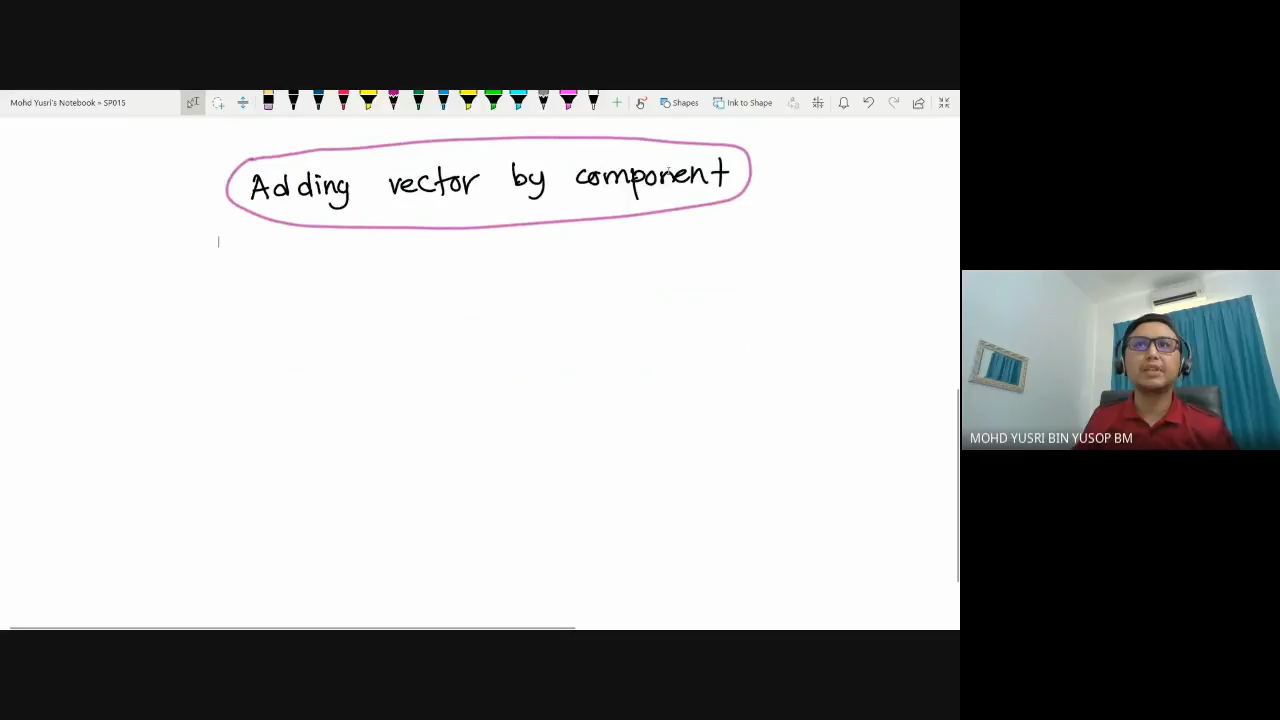 Mohd Yusri's Notebook » SP015
Shapes
Ink to Shape
Adding vector by component
MOHD YUSRI BIN YUSOP BM